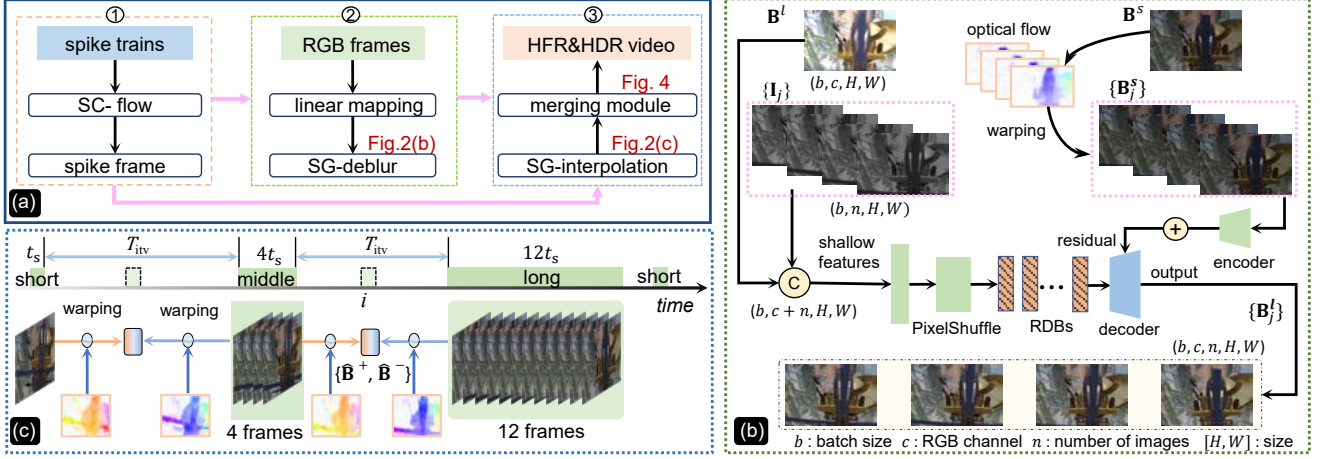 ①
spike trains
SC- flow
spike frame
②
RGB frames
linear mapping
Fig.2(b)
SG-deblur
③
HFR&HDR video
Fig. 4
merging module
Fig.2(c)
SG-interpolation
(a)
t_s
T_itv
4t_s
T_itv
12t_s
short
middle
i
long
short
time
warping
warping
{B̂⁺, B̂⁻}
4 frames
12 frames
(c)
B^l
(b, c, H, W)
optical flow
B^s
{I_j}
warping
{B_j^s}
(b, n, H, W)
shallow
features
residual
+
encoder
C
output
(b, c + n, H, W)
PixelShuffle
RDBs
decoder
{B_j^l}
(b, c, n, H, W)
(b)
b : batch size c : RGB channel n : number of images [H, W] : size